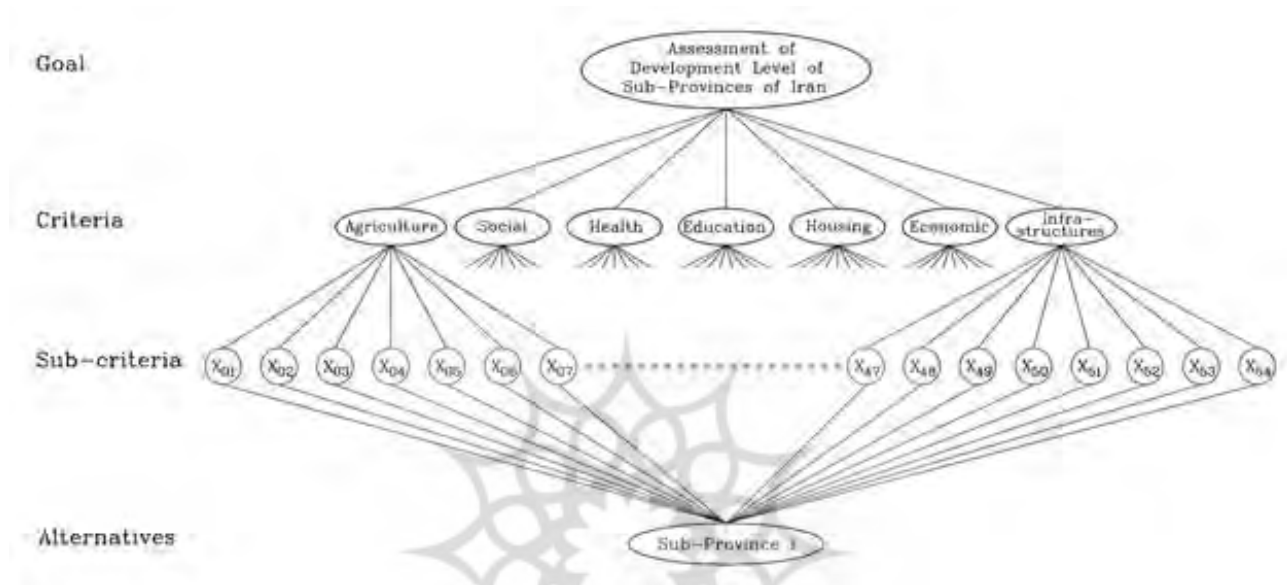 Goal
Assessment of
Development Level of
Sub-Provinces of Iran
Criteria
Agriculture
Social
Health
Education
Housing
Economic
Infra-
structures
Sub-criteria
X01 X02 X03 X04 X05 X06 X07 X47 X48 X49 X50 X51 X52 X53 X54
Alternatives
Sub-Province i